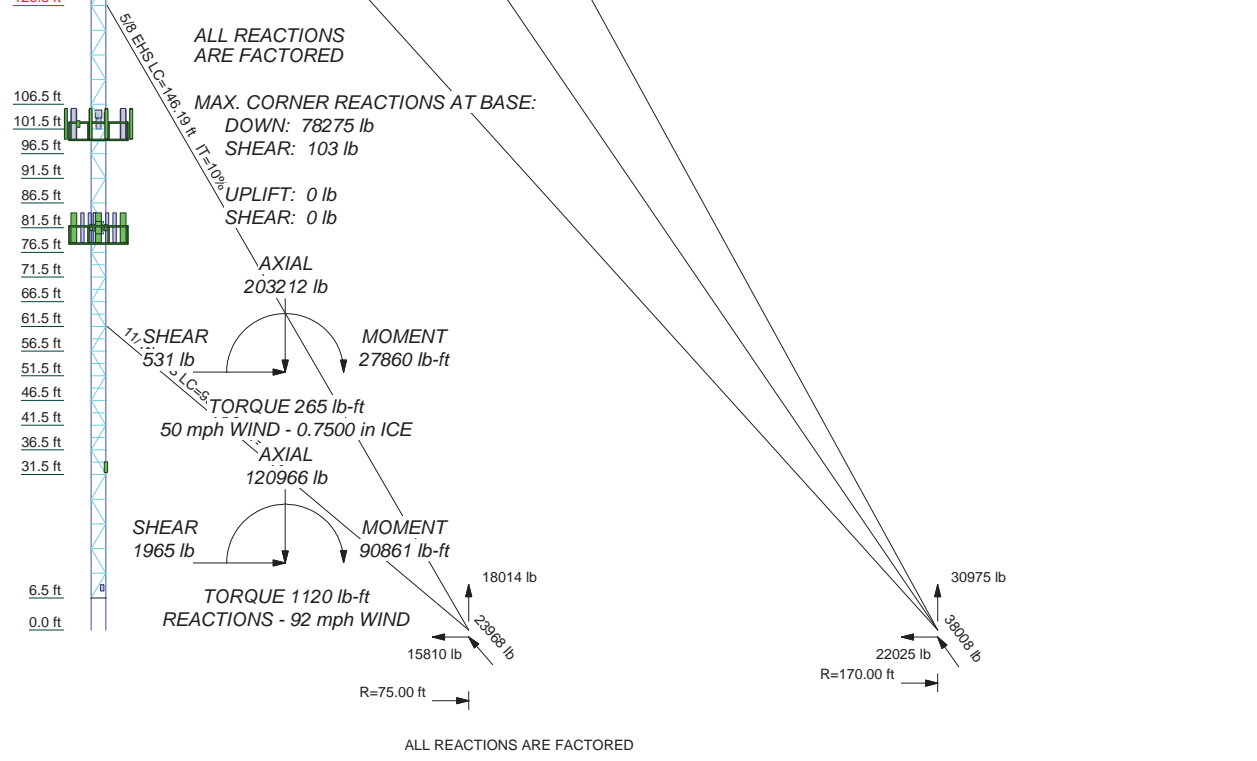 5/8 EHS LC=146.19 ft IT=10%
ALL REACTIONS
ARE FACTORED
106.5 ft
101.5 ft
96.5 ft
91.5 ft
86.5 ft
81.5 ft
76.5 ft
71.5 ft
66.5 ft
61.5 ft
56.5 ft
51.5 ft
46.5 ft
41.5 ft
36.5 ft
31.5 ft
6.5 ft
0.0 ft
MAX. CORNER REACTIONS AT BASE:
DOWN: 78275 lb
SHEAR: 103 lb
UPLIFT: 0 lb
SHEAR: 0 lb
AXIAL
203212 lb
SHEAR
531 lb
MOMENT
27860 lb-ft
TORQUE 265 lb-ft
50 mph WIND - 0.7500 in ICE
AXIAL
120966 lb
SHEAR
1965 lb
MOMENT
90861 lb-ft
TORQUE 1120 lb-ft
REACTIONS - 92 mph WIND
18014 lb
23968 lb
15810 lb
R=75.00 ft
30975 lb
38008 lb
22025 lb
R=170.00 ft
ALL REACTIONS ARE FACTORED